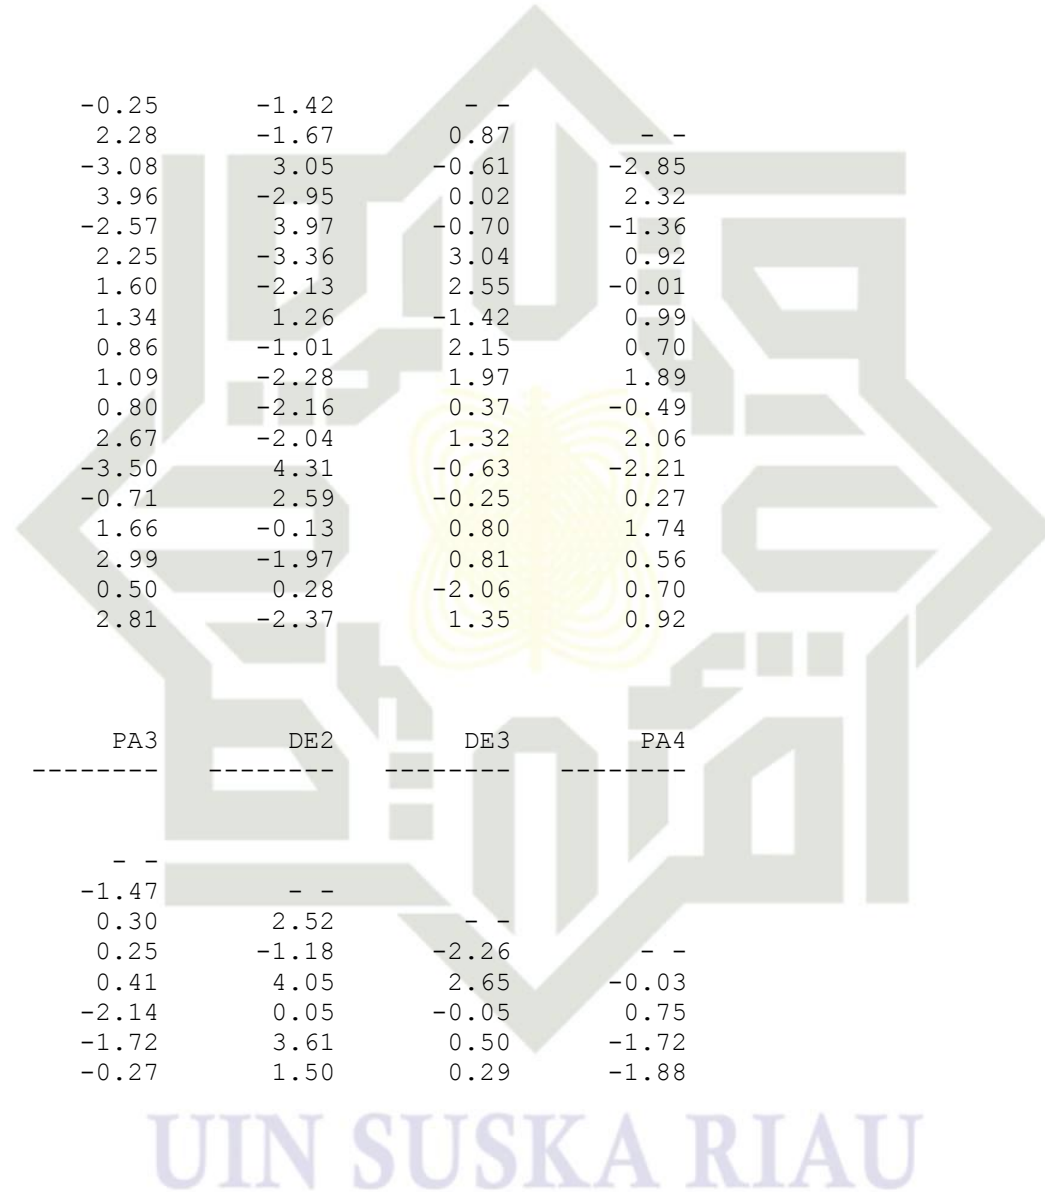 -0.25 -1.42 - -
2.28 -1.67 0.87 - -
-3.08 3.05 -0.61 -2.85
3.96 -2.95 0.02 2.32
-2.57 3.97 -0.70 -1.36
2.25 -3.36 3.04 0.92
1.60 -2.13 2.55 -0.01
1.34 1.26 -1.42 0.99
0.86 -1.01 2.15 0.70
1.09 -2.28 1.97 1.89
0.80 -2.16 0.37 -0.49
2.67 -2.04 1.32 2.06
-3.50 4.31 -0.63 -2.21
-0.71 2.59 -0.25 0.27
1.66 -0.13 0.80 1.74
2.99 -1.97 0.81 0.56
0.50 0.28 -2.06 0.70
2.81 -2.37 1.35 0.92
PA3 DE2 DE3 PA4
-------- -------- -------- --------
- -
-1.47 - -
0.30 2.52 - -
0.25 -1.18 -2.26 - -
0.41 4.05 2.65 -0.03
-2.14 0.05 -0.05 0.75
-1.72 3.61 0.50 -1.72
-0.27 1.50 0.29 -1.88
UIN SUSKA RIAU